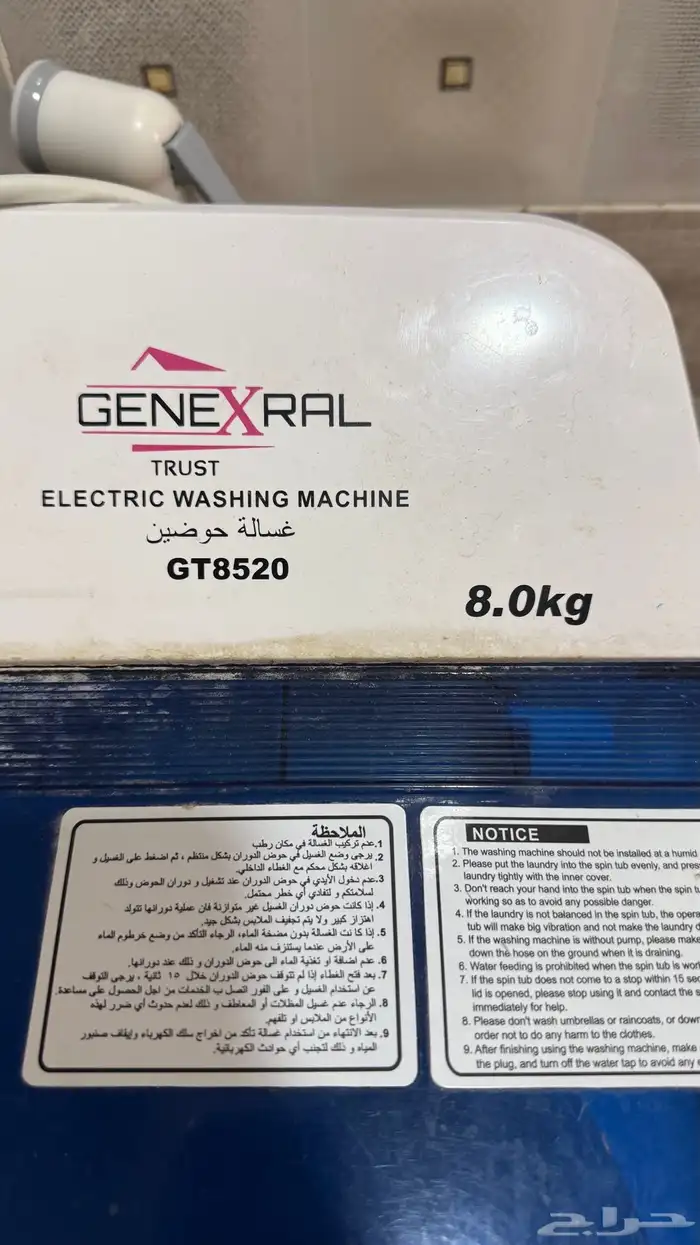 GENEXRAL
TRUST
ELECTRIC WASHING MACHINE
غسالة حوضين
GT8520
8.0kg
الملاحظة
1.عدم تركيب الغسالة في مكان رطب
2. يرجى وضع الغسيل في حوض الدوران بشكل منتظم ، ثم اضغط على الغسيل و
اغلاقه بشكل محكم مع الغطاء الداخلي.
3.عدم دخول الأيدي في حوض الدوران عند تشغيل و دوران الحوض وذلك
لسلامتكم و لتفادي أي خطر محتمل.
4. إذا كانت حوض دوران الغسيل غير متوازنة فان عملية دورانها تتولد
اهتزاز كبير ولا يتم تجفيف الملابس بشكل جيد.
5. إذا كا نت الغسالة بدون مضخة الماء، الرجاء التأكد من وضع خرطوم الماء
على الأرض عندما يستنزف منه الماء.
6. عدم اضافة أو تغذية الماء الى حوض الدوران و ذلك عند دورانها.
7. بعد فتح الغطاء إذا لم تتوقف حوض الدوران خلال ١٥ ثانية ، يرجى التوقف
عن استخدام الغسيل و على الفور اتصل ب الخدمات من اجل الحصول على مساعدة.
8. الرجاء عدم غسيل المظلات أو المعاطف و ذلك لعدم حدوث أي ضرر لهذه
الأنواع من الملابس او تلفهم.
9. بعد الانتهاء من استخدام غسالة تأكد من اخراج سلك الكهرباء وإيقاف صنبور
المياه و ذلك لتجنب أي حوادث الكهربائية.
NOTICE
1. The washing machine should not be installed at a humid
2. Please put the laundry into the spin tub evenly, and pres
laundry tightly with the inner cover.
3. Don't reach your hand into the spin tub when the spin t
working so as to avoid any possible danger.
4. If the laundry is not balanced in the spin tub, the opera
tub will make big vibration and not make the laundry d
5. If the washing machine is without pump, please make
down the hose on the ground when it is draining.
6. Water feeding is prohibited when the spin tub is wor
7. If the spin tub does not come to a stop within 15 sec
lid is opened, please stop using it and contact the s
immediately for help.
8. Please don't wash umbrellas or raincoats, or down
order not to do any harm to the clothes.
9. After finishing using the washing machine, make
the plug, and turn off the water tap to avoid any e
حراج